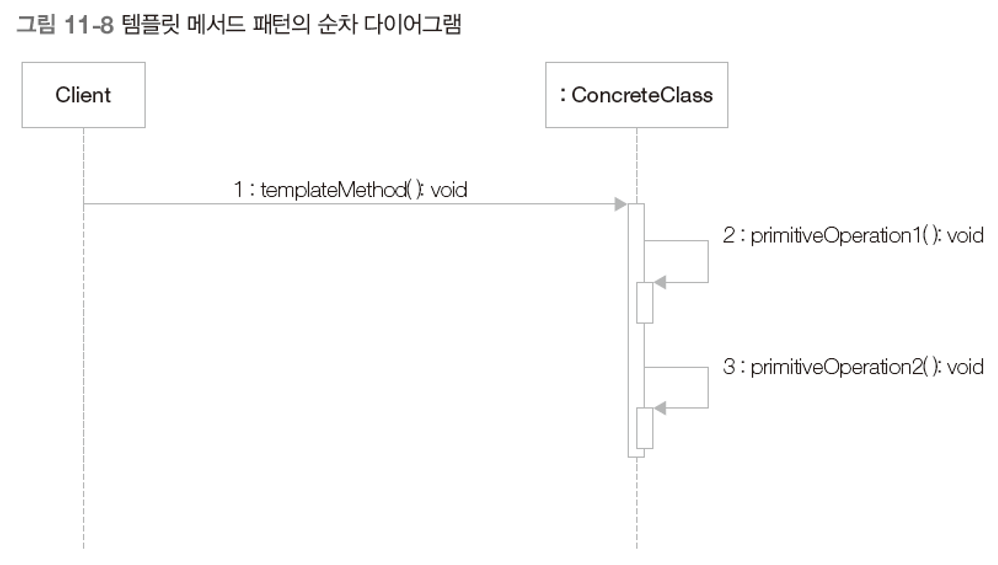 그림 11-8 템플릿 메서드 패턴의 순차 다이어그램
Client
: ConcreteClass
1 : templateMethod( ): void
2 : primitiveOperation1( ): void
3 : primitiveOperation2( ): void